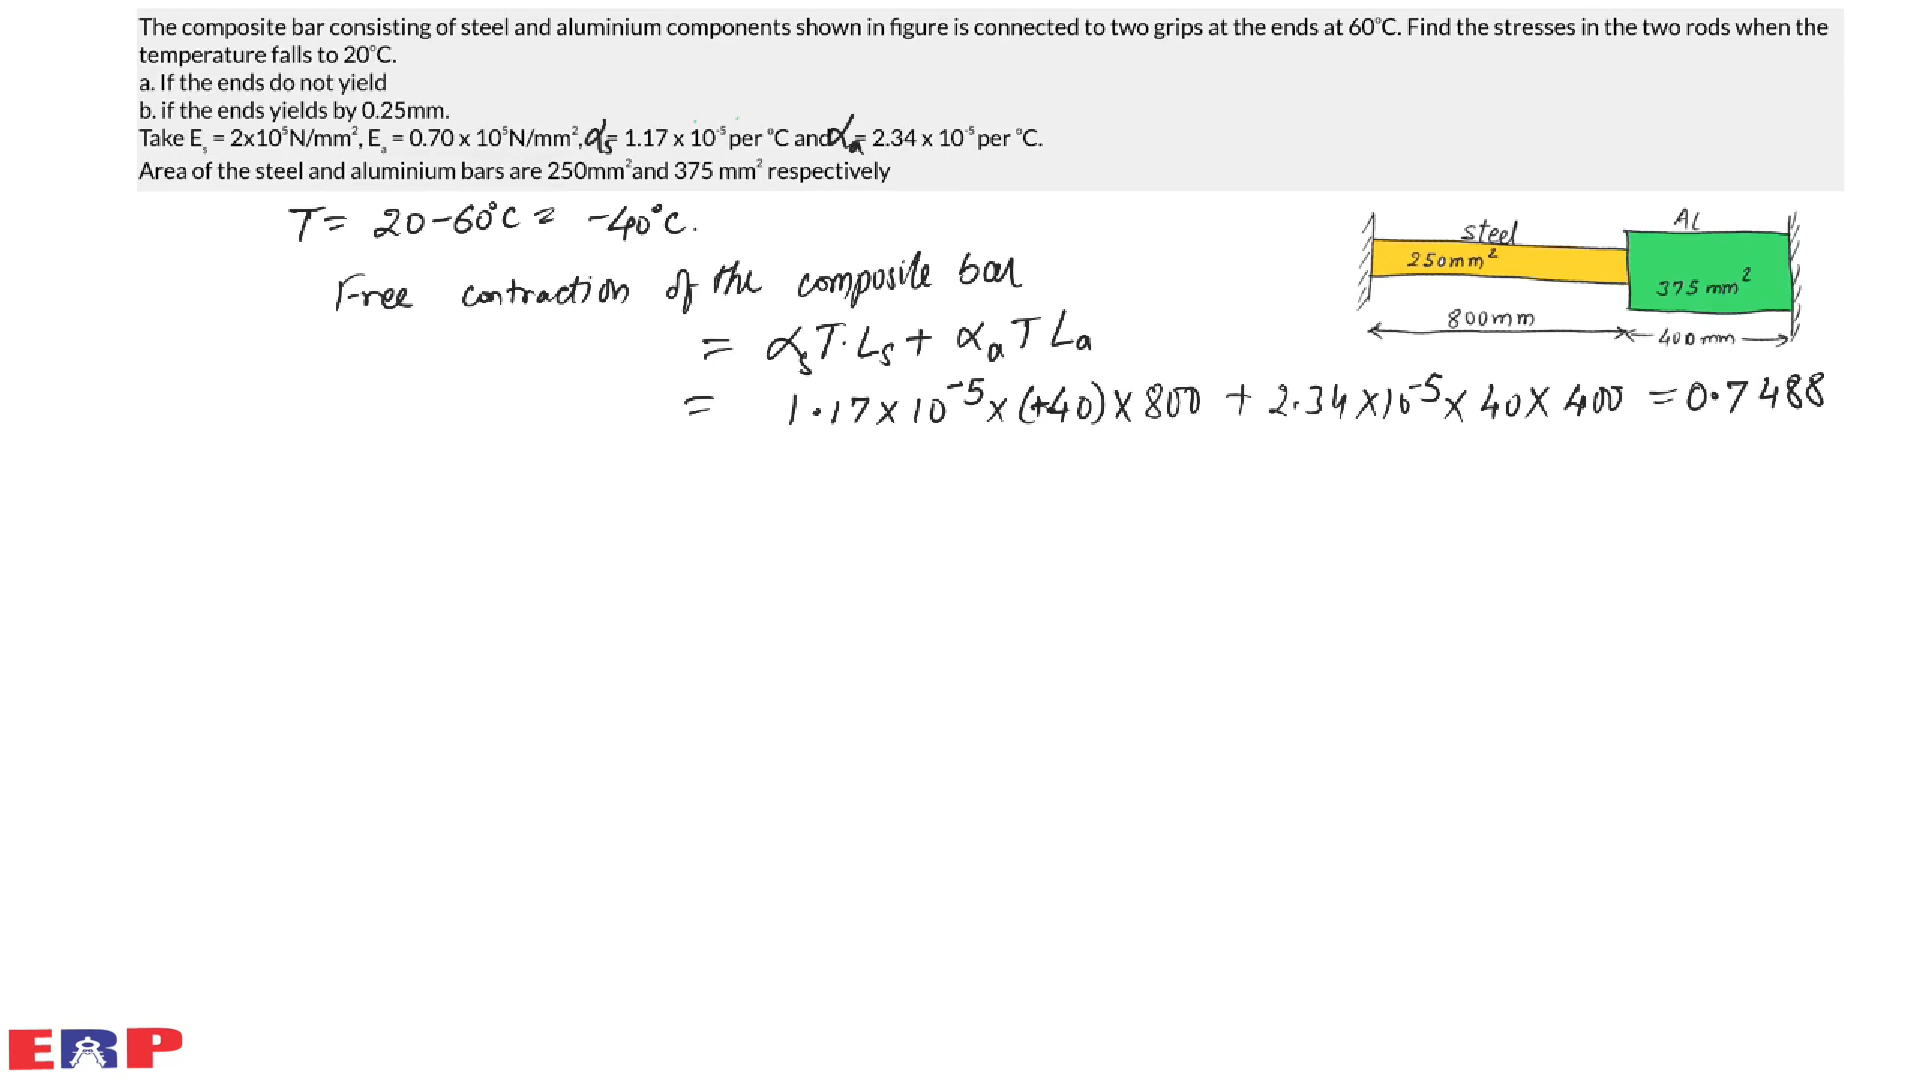 The composite bar consisting of steel and aluminium components shown in figure is connected to two grips at the ends at 60°C. Find the stresses in the two rods when the
temperature falls to 20°C.
a. If the ends do not yield
b. if the ends yields by 0.25mm.
Take Eₛ = 2x10⁵N/mm², Eₐ = 0.70 x 10⁵N/mm², αₛ= 1.17 x 10⁻⁵ per °C and αₐ= 2.34 x 10⁻⁵ per °C.
Area of the steel and aluminium bars are 250mm² and 375 mm² respectively
T = 20-60°C = -40°C.
Free contraction of the composite bar
= αₛT·Lₛ + αₐ T Lₐ
= 1.17 x 10⁻⁵ x (+40) x 800 + 2.34 x 10⁻⁵ x 40 x 400 = 0.7488
steel
AL
250mm²
375 mm²
800mm
400 mm
ERP